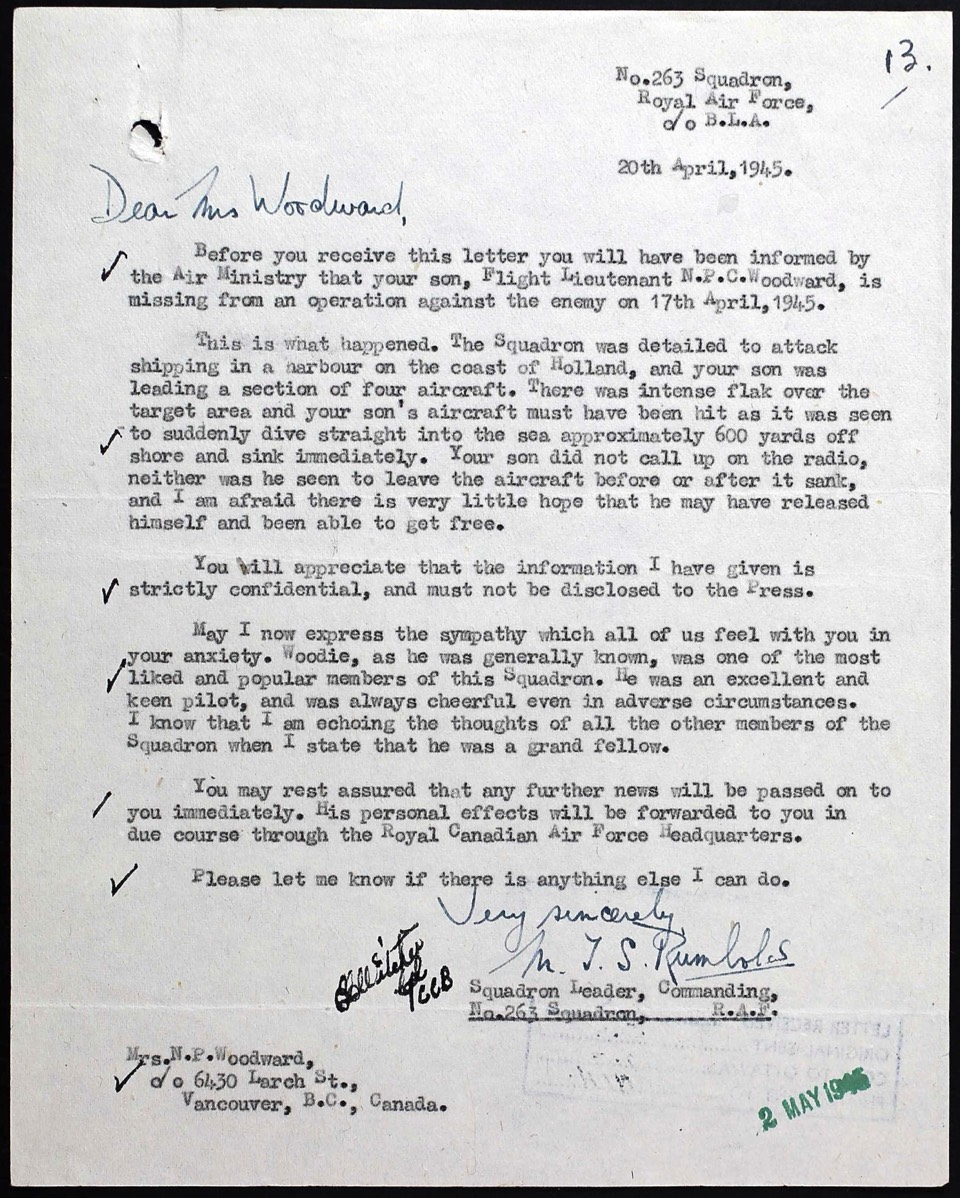 13.
No.263 Squadron,
Royal Air Force,
c/o B.L.A.
20th April,1945.
Dear Mrs Woodward,
Before you receive this letter you will have been informed by
the Air Ministry that your son, Flight Lieutenant N.P.C.Woodward, is
missing from an operation against the enemy on 17th April,1945.
This is what happened. The Squadron was detailed to attack
shipping in a harbour on the coast of Holland, and your son was
leading a section of four aircraft. There was intense flak over the
target area and your son's aircraft must have been hit as it was seen
to suddenly dive straight into the sea approximately 600 yards off
shore and sink immediately. Your son did not call up on the radio,
neither was he seen to leave the aircraft before or after it sank,
and I am afraid there is very little hope that he may have released
himself and been able to get free.
You will appreciate that the information I have given is
strictly confidential, and must not be disclosed to the Press.
May I now express the sympathy which all of us feel with you in
your anxiety. Woodie, as he was generally known, was one of the most
liked and popular members of this Squadron. He was an excellent and
keen pilot, and was always cheerful even in adverse circumstances.
I know that I am echoing the thoughts of all the other members of the
Squadron when I state that he was a grand fellow.
You may rest assured that any further news will be passed on to
you immediately. His personal effects will be forwarded to you in
due course through the Royal Canadian Air Force Headquarters.
Please let me know if there is anything else I can do.
Very sincerely,
M. T. S. Rumbold
Squadron Leader, Commanding,
No.263 Squadron, R.A.F.
Mrs.N.P.Woodward,
c/o 6430 Larch St.,
Vancouver, B.C., Canada.
2 MAY 1945